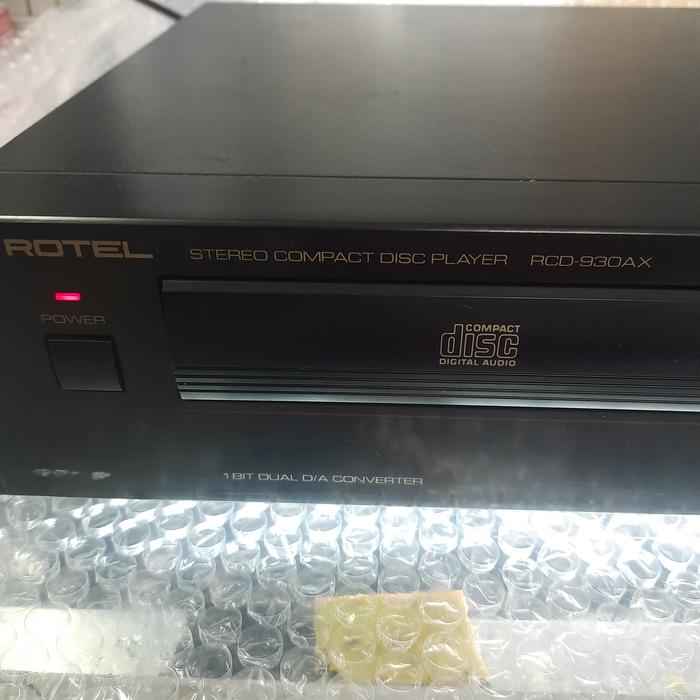 ROTEL
STEREO COMPACT DISC PLAYER RCD-930AX
POWER
COMPACT
disc
DIGITAL AUDIO
1 BIT DUAL D/A CONVERTER